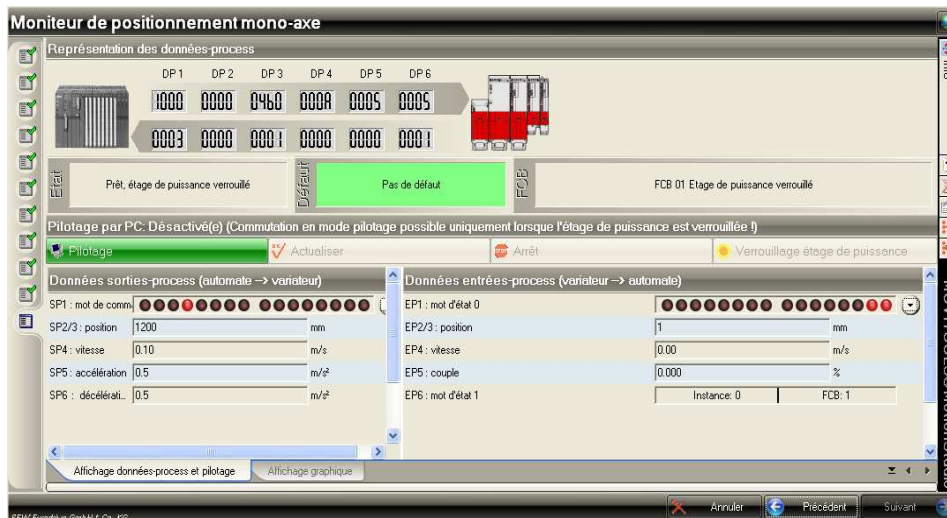 Moniteur de positionnement mono-axe
Représentation des données-process
DP 1 DP 2 DP 3 DP 4 DP 5 DP 6
1000 0000 04b0 000A 0005 0005
0003 0000 0001 0000 0000 0001
Etat Prêt, étage de puissance verrouillé Défaut Pas de défaut FCB FCB 01 Etage de puissance verrouillé
Pilotage par PC: Désactivé(e) (Commutation en mode pilotage possible uniquement lorsque l'étage de puissance est verrouillée !)
Pilotage Actualiser Arrêt Verrouillage étage de puissance
Données sorties-process (automate --> variateur) Données entrées-process (variateur --> automate)
SP1 : mot de comm. EP1 : mot d'état 0
SP2/3 : position 1200 mm EP2/3 : position 1 mm
SP4 : vitesse 0.10 m/s EP4 : vitesse 0.00 m/s
SP5 : accélération 0.5 m/s² EP5 : couple 0.000 %
SP6 : décélérati... 0.5 m/s² EP6 : mot d'état 1 Instance: 0 FCB: 1
Affichage données-process et pilotage Affichage graphique
Annuler Précédent Suivant